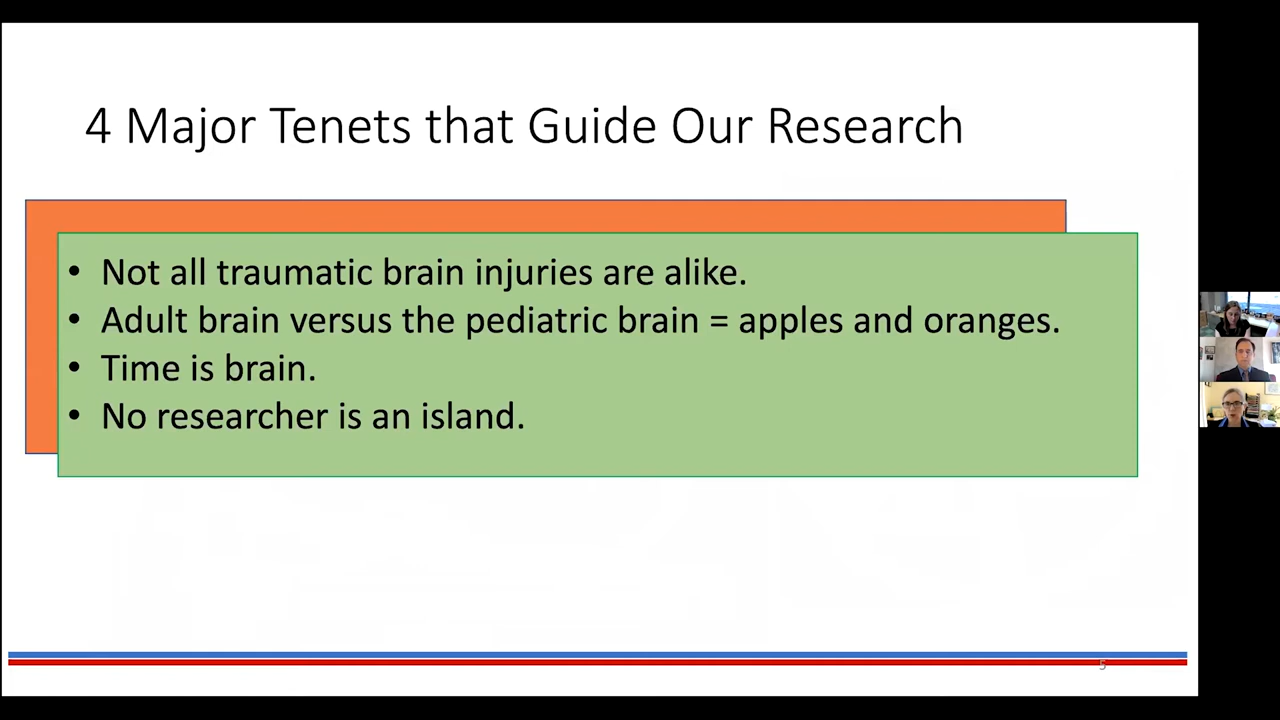 4 Major Tenets that Guide Our Research
• Not all traumatic brain injuries are alike.
• Adult brain versus the pediatric brain = apples and oranges.
• Time is brain.
• No researcher is an island.
5